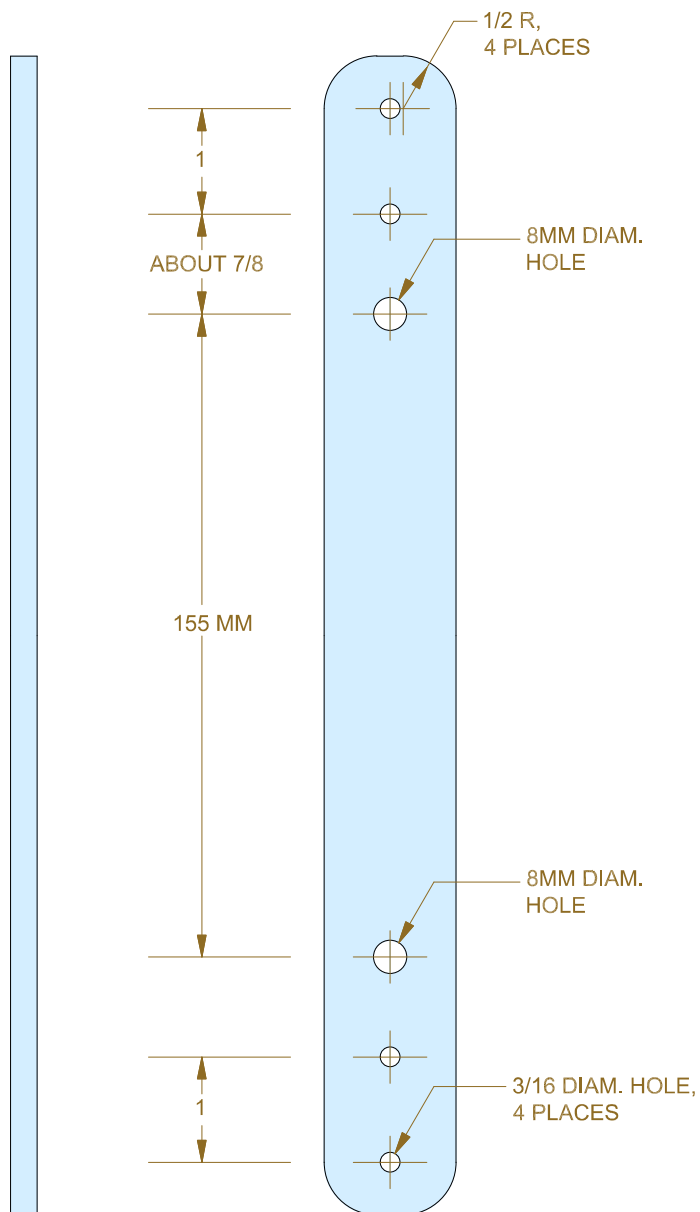 1/2 R,
4 PLACES
1
ABOUT 7/8
8MM DIAM.
HOLE
155 MM
8MM DIAM.
HOLE
1
3/16 DIAM. HOLE,
4 PLACES